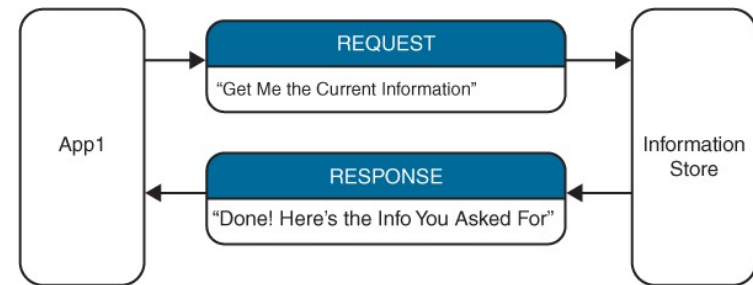 REQUEST
“Get Me the Current Information”
App1
Information
Store
RESPONSE
“Done! Here’s the Info You Asked For”